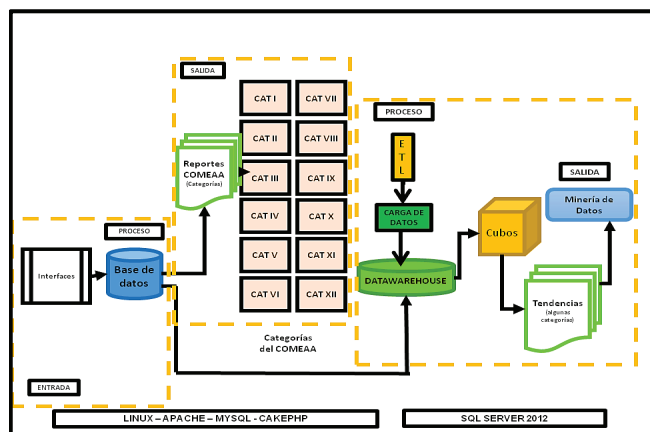 SALIDA
CAT I
CAT VII
CAT II
CAT VIII
CAT III
CAT IX
CAT IV
CAT X
CAT V
CAT XI
CAT VI
CAT XII
Reportes
COMEAA
(Categorías)
PROCESO
Interfaces
Base de
datos
ENTRADA
Categorías
del COMEAA
PROCESO
E
T
L
CARGA DE
DATOS
DATAWAREHOUSE
Cubos
SALIDA
Minería de
Datos
Tendencias
(algunas
categorías)
LINUX – APACHE – MYSQL - CAKEPHP
SQL SERVER 2012